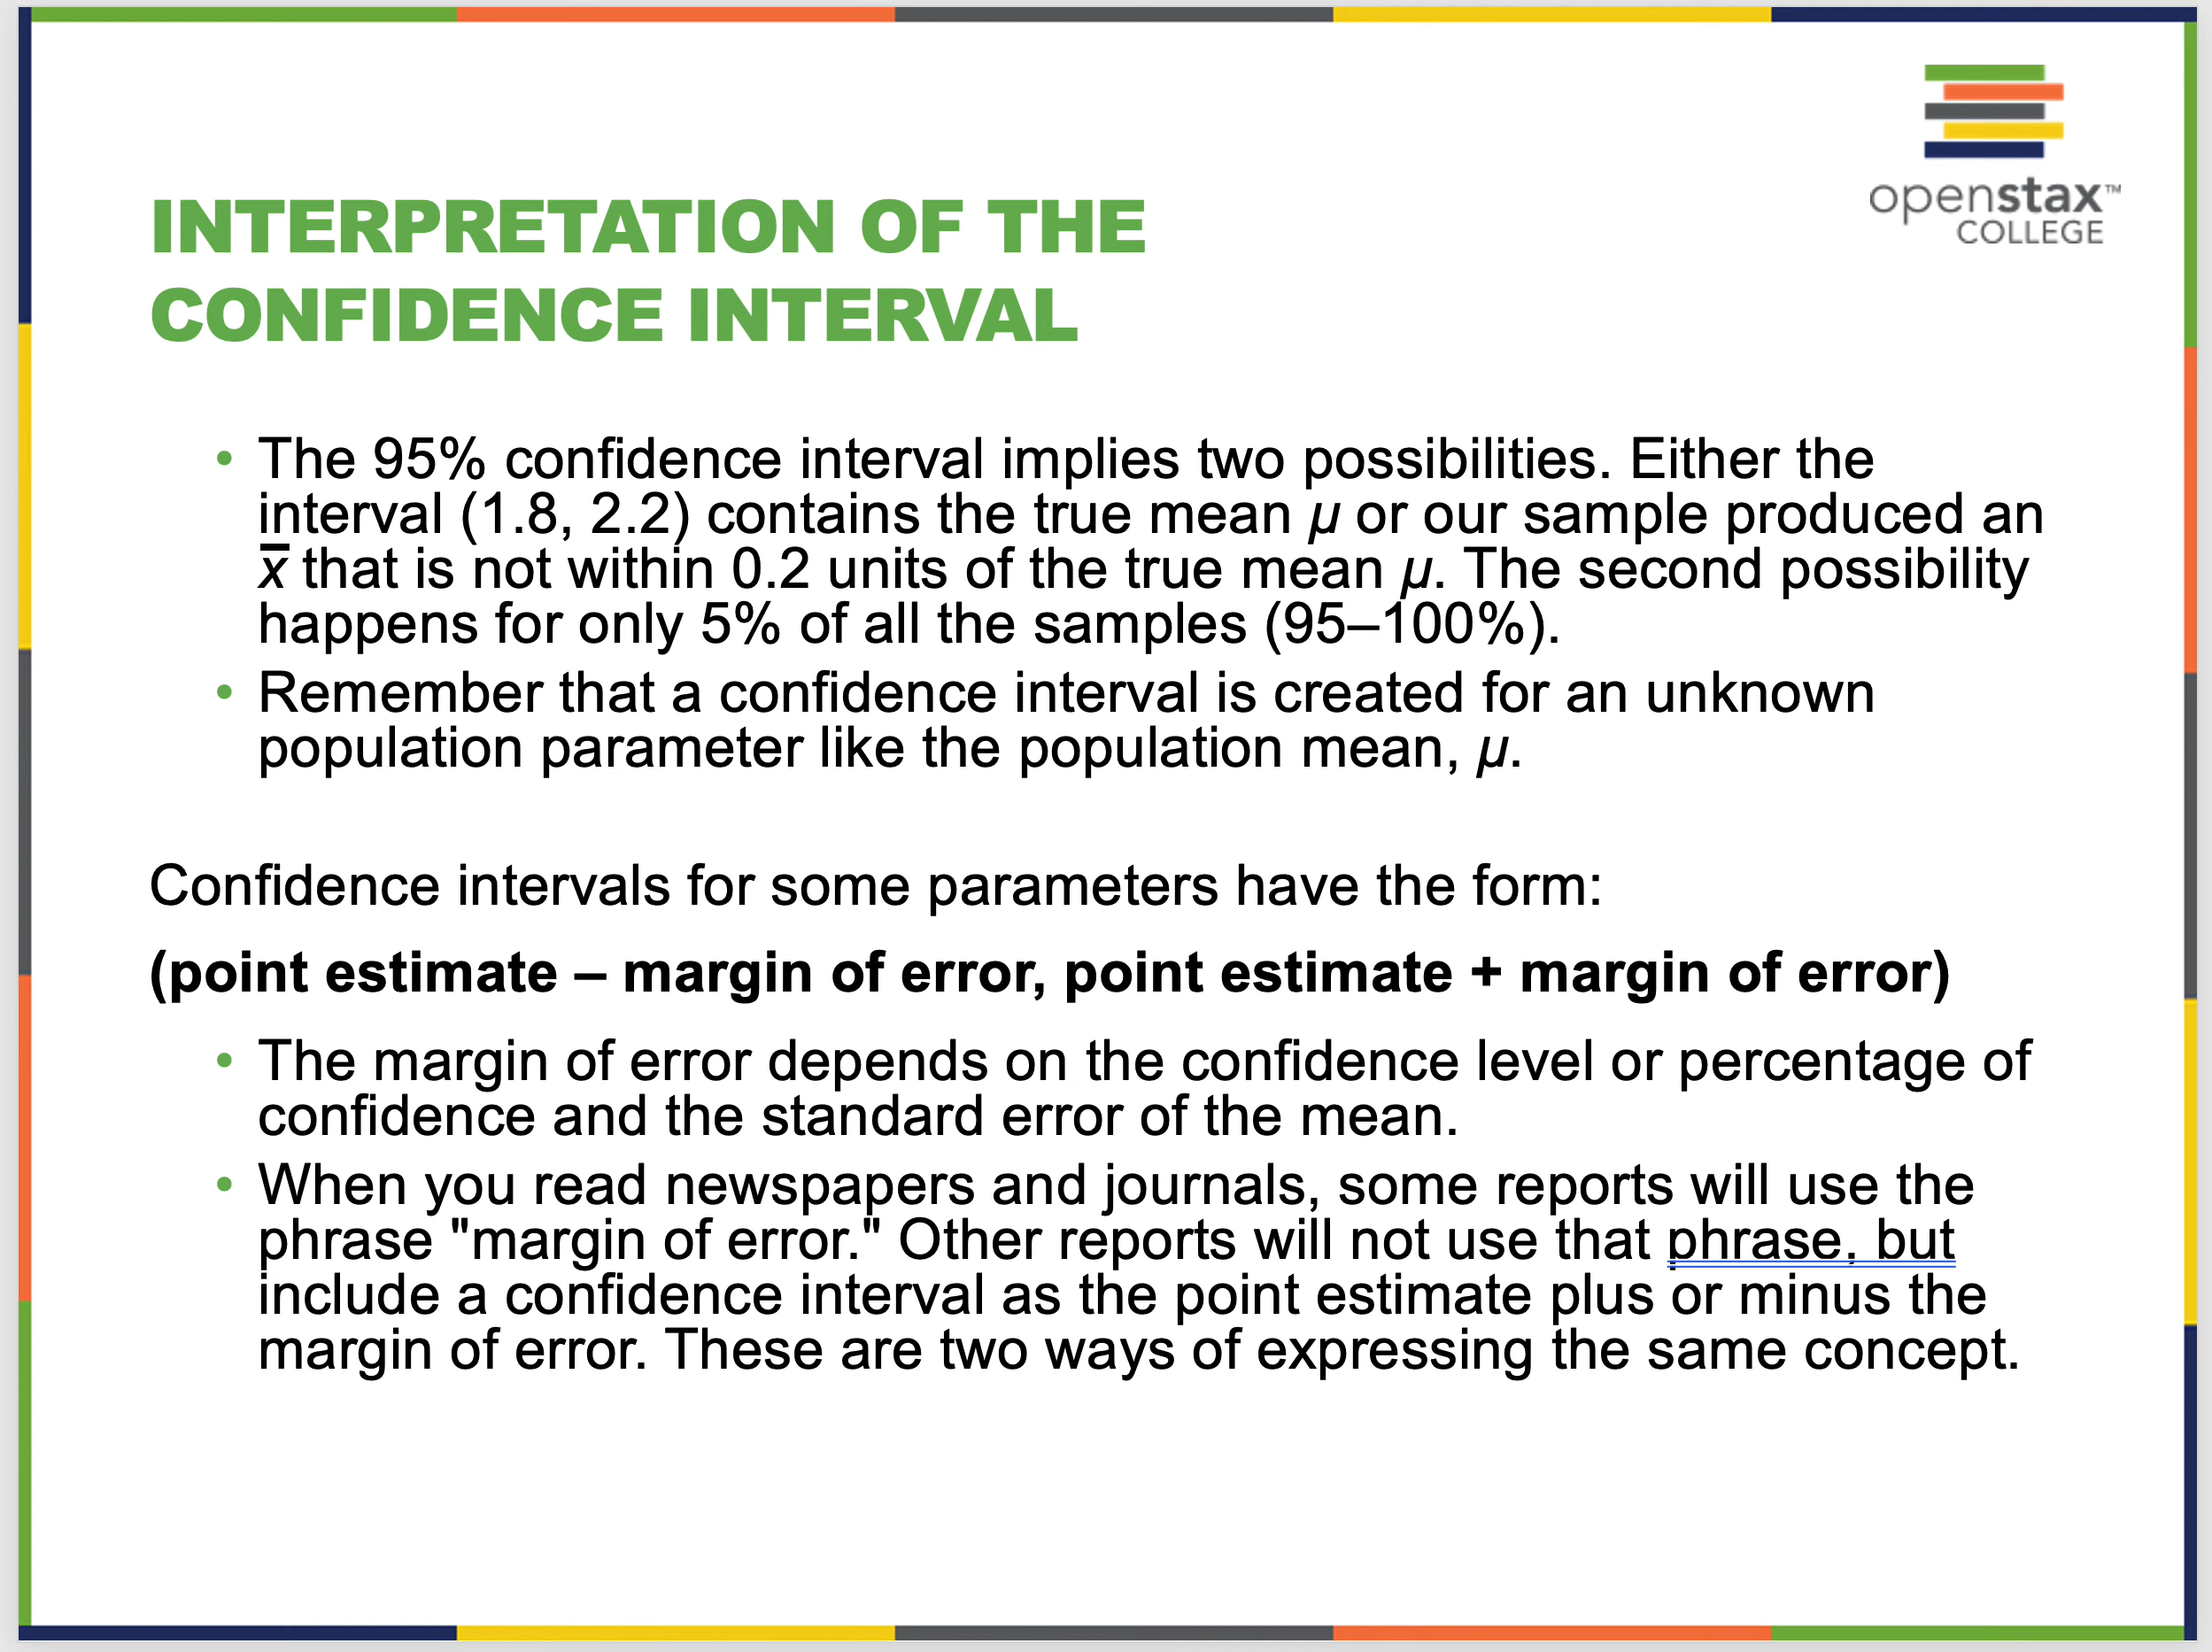 openstax™
COLLEGE
INTERPRETATION OF THE
CONFIDENCE INTERVAL
• The 95% confidence interval implies two possibilities. Either the
interval (1.8, 2.2) contains the true mean μ or our sample produced an
x̅ that is not within 0.2 units of the true mean μ. The second possibility
happens for only 5% of all the samples (95–100%).
• Remember that a confidence interval is created for an unknown
population parameter like the population mean, μ.
Confidence intervals for some parameters have the form:
(point estimate – margin of error, point estimate + margin of error)
• The margin of error depends on the confidence level or percentage of
confidence and the standard error of the mean.
• When you read newspapers and journals, some reports will use the
phrase "margin of error." Other reports will not use that phrase, but
include a confidence interval as the point estimate plus or minus the
margin of error. These are two ways of expressing the same concept.